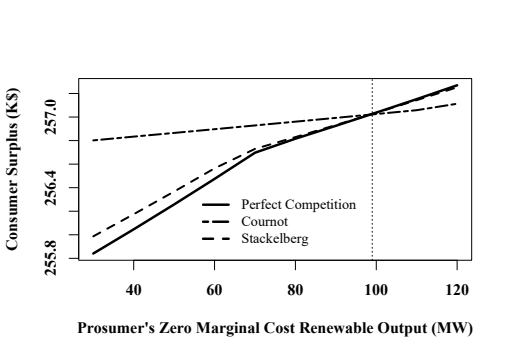 Consumer Surplus (K$)
257.0
256.4
255.8
Perfect Competition
Cournot
Stackelberg
40 60 80 100 120
Prosumer's Zero Marginal Cost Renewable Output (MW)